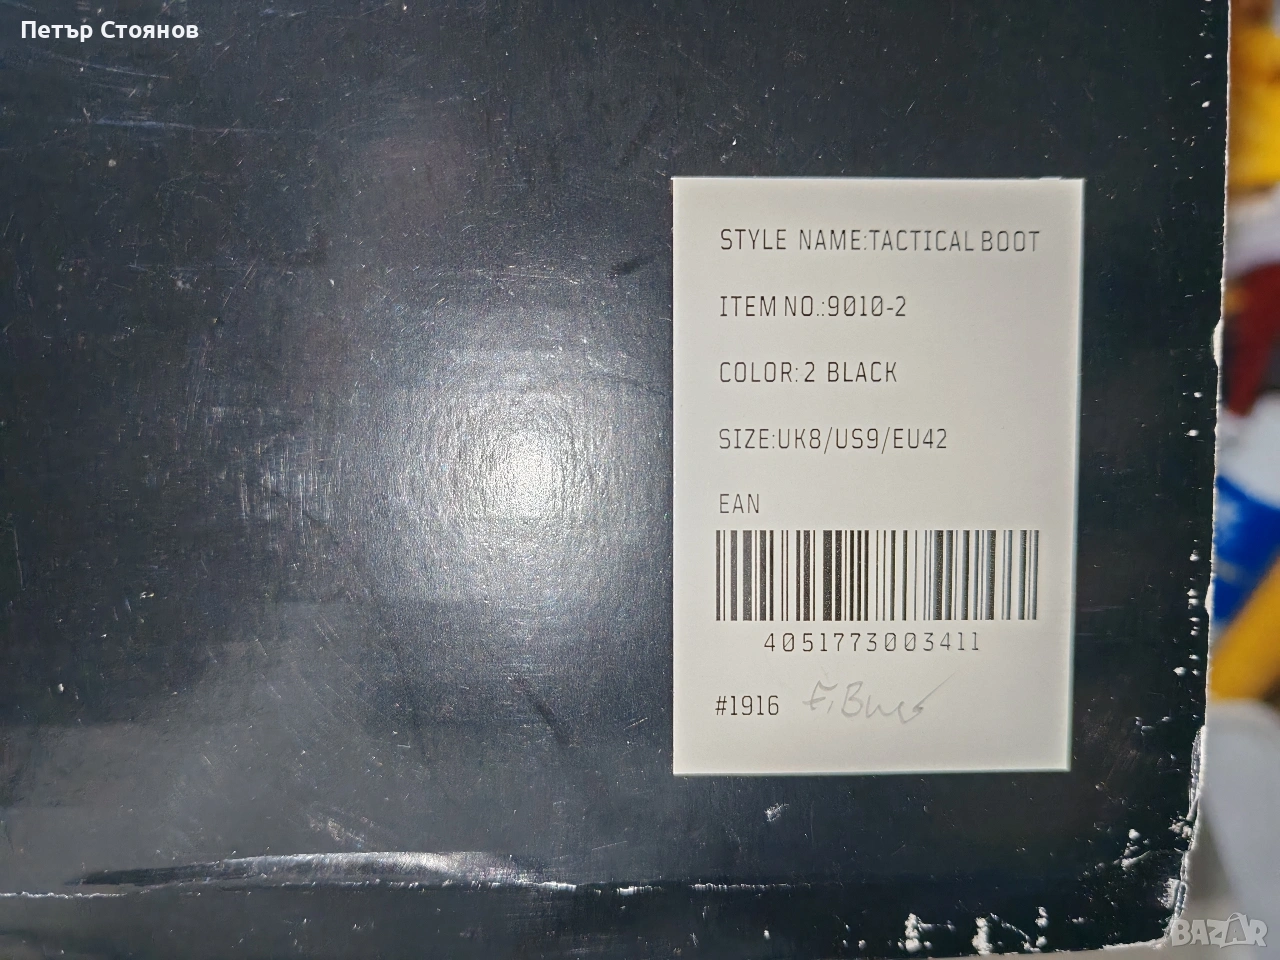 Петър Стоянов
STYLE NAME:TACTICAL BOOT
ITEM NO.:9010-2
COLOR:2 BLACK
SIZE:UK8/US9/EU42
EAN
4051773003411
#1916
BAZAR